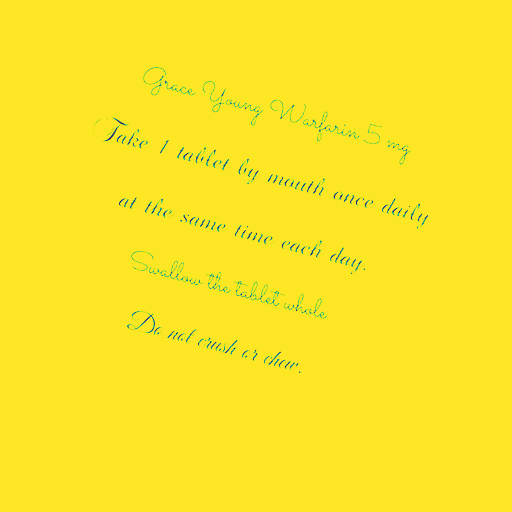 Grace Young Warfarin 5 mg
Take 1 tablet by mouth once daily
at the same time each day.
Swallow the tablet whole
Do not crush or chew.